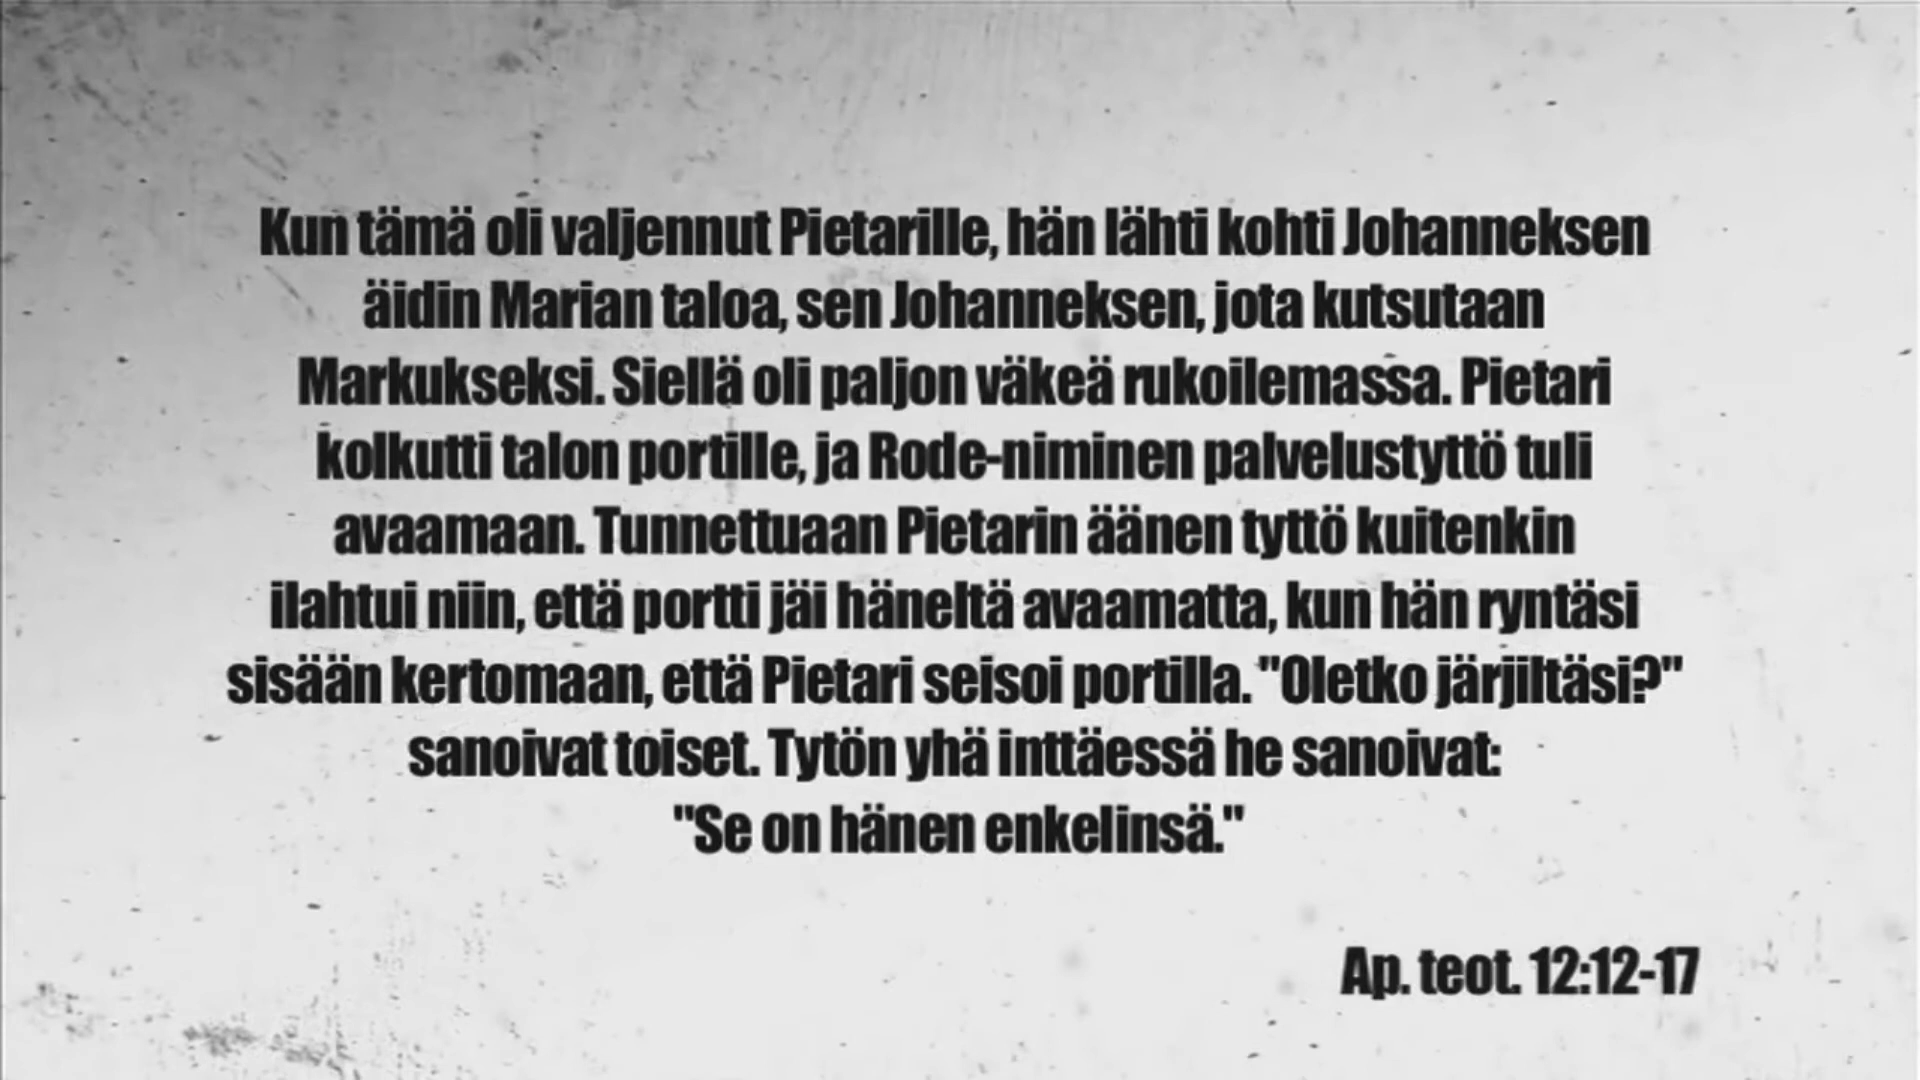 Kun tämä oli valjennut Pietarille, hän lähti kohti Johanneksen
äidin Marian taloa, sen Johanneksen, jota kutsutaan
Markukseksi. Siellä oli paljon väkeä rukoilemassa. Pietari
kolkutti talon portille, ja Rode-niminen palvelustyttö tuli
avaamaan. Tunnettuaan Pietarin äänen tyttö kuitenkin
ilahtui niin, että portti jäi häneltä avaamatta, kun hän ryntäsi
sisään kertomaan, että Pietari seisoi portilla. "Oletko järjiltäsi?"
sanoivat toiset. Tytön yhä inttäessä he sanoivat:
"Se on hänen enkelinsä."
Ap. teot. 12:12-17